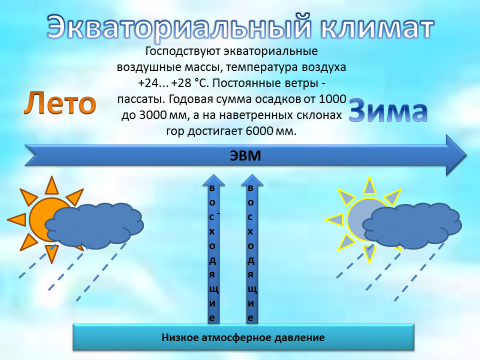 Экваториальный климат
Господствуют экваториальные
воздушные массы, температура воздуха
+24... +28 °С. Постоянные ветры -
пассаты. Годовая сумма осадков от 1000
до 3000 мм, а на наветренных склонах
гор достигает 6000 мм.
Лето
Зима
ЭВМ
восходящие
восходящие
Низкое атмосферное давление